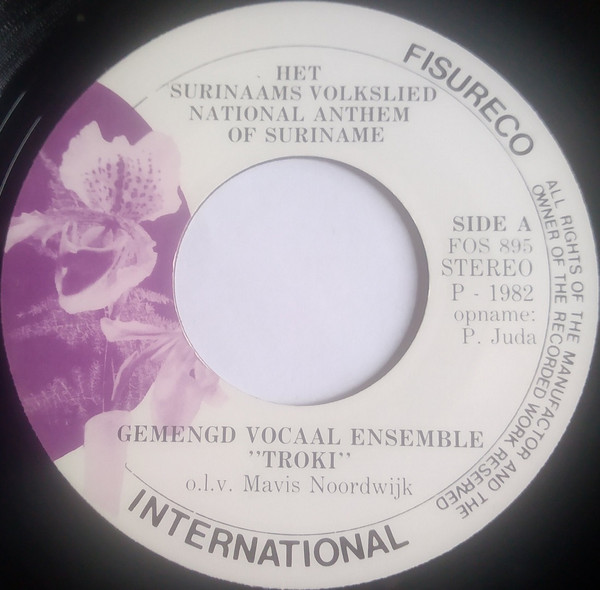 FISURECO
HET
SURINAAMS VOLKSLIED
NATIONAL ANTHEM
OF SURINAME
SIDE A
FOS 895
STEREO
P - 1982
opname:
P. Juda
ALL RIGHTS OF THE MANUFACTOR AND THE
OWNER OF THE RECORDED WORK RESERVED
GEMENGD VOCAAL ENSEMBLE
"TROKI"
o.l.v. Mavis Noordwijk
INTERNATIONAL